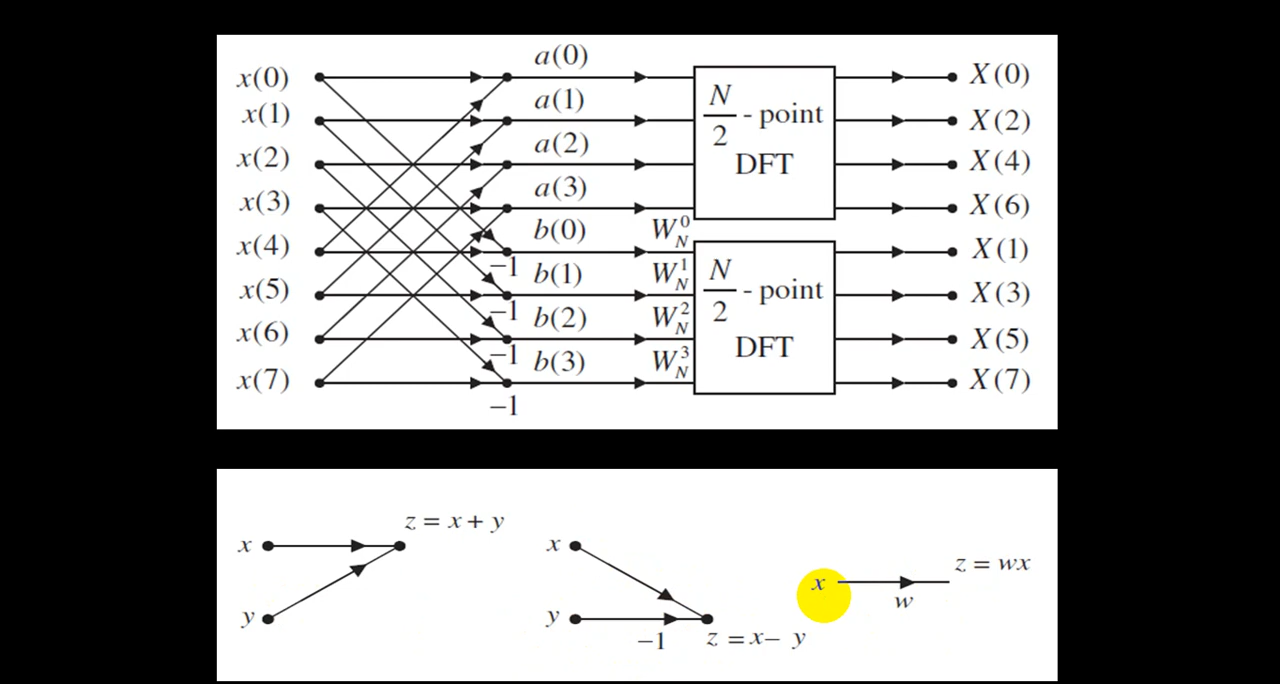 x(0) a(0) X(0)
x(1) a(1) N/2 - point X(2)
x(2) a(2) DFT X(4)
x(3) a(3) X(6)
x(4) b(0) W_N^0 X(1)
−1
x(5) b(1) W_N^1 N/2 - point X(3)
−1
x(6) b(2) W_N^2 DFT X(5)
−1
x(7) b(3) W_N^3 X(7)
−1
z = x + y
x
y
x
y
−1
z = x− y
x
w
z = wx